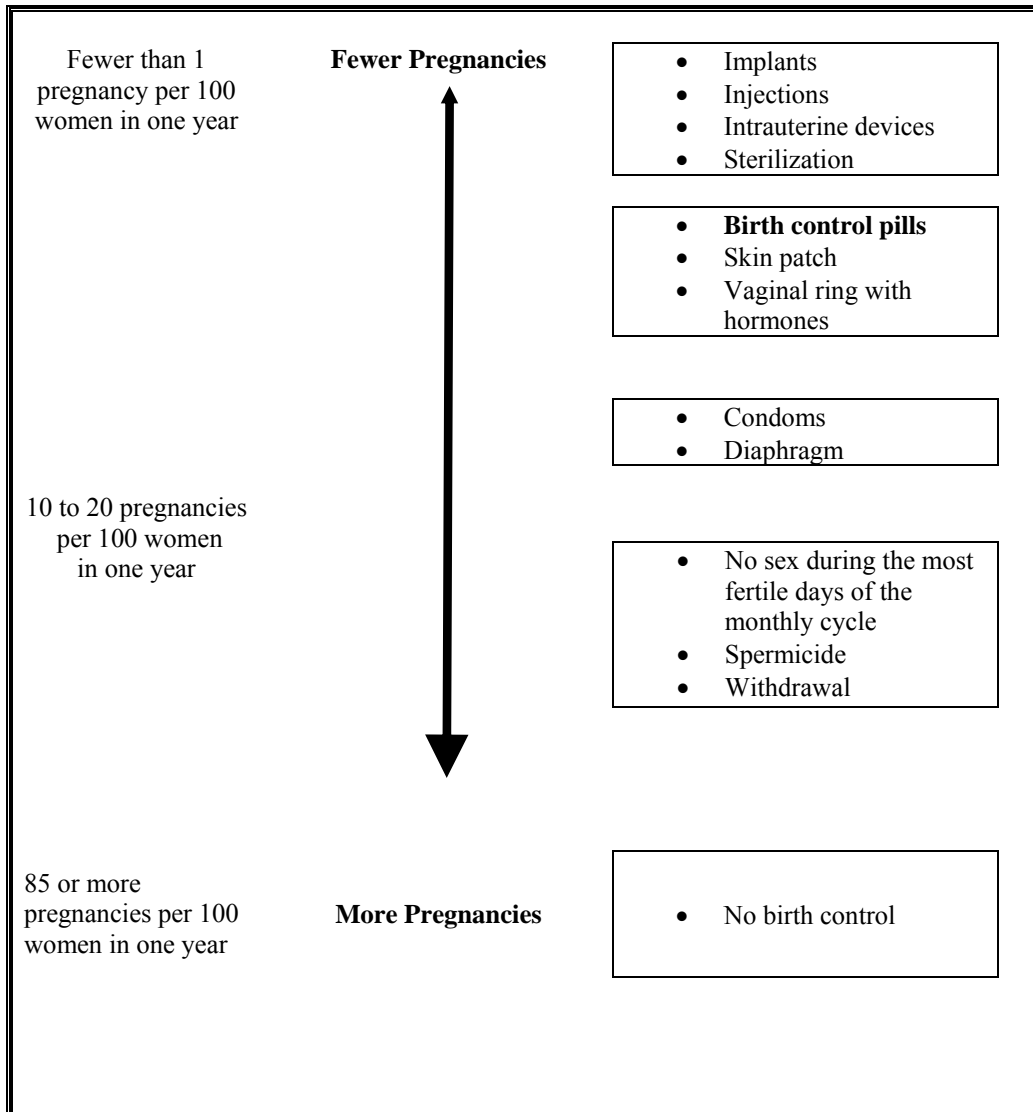 Fewer than 1
pregnancy per 100
women in one year
Fewer Pregnancies
• Implants
• Injections
• Intrauterine devices
• Sterilization
• Birth control pills
• Skin patch
• Vaginal ring with
hormones
• Condoms
• Diaphragm
10 to 20 pregnancies
per 100 women
in one year
• No sex during the most
fertile days of the
monthly cycle
• Spermicide
• Withdrawal
85 or more
pregnancies per 100
women in one year
More Pregnancies
• No birth control